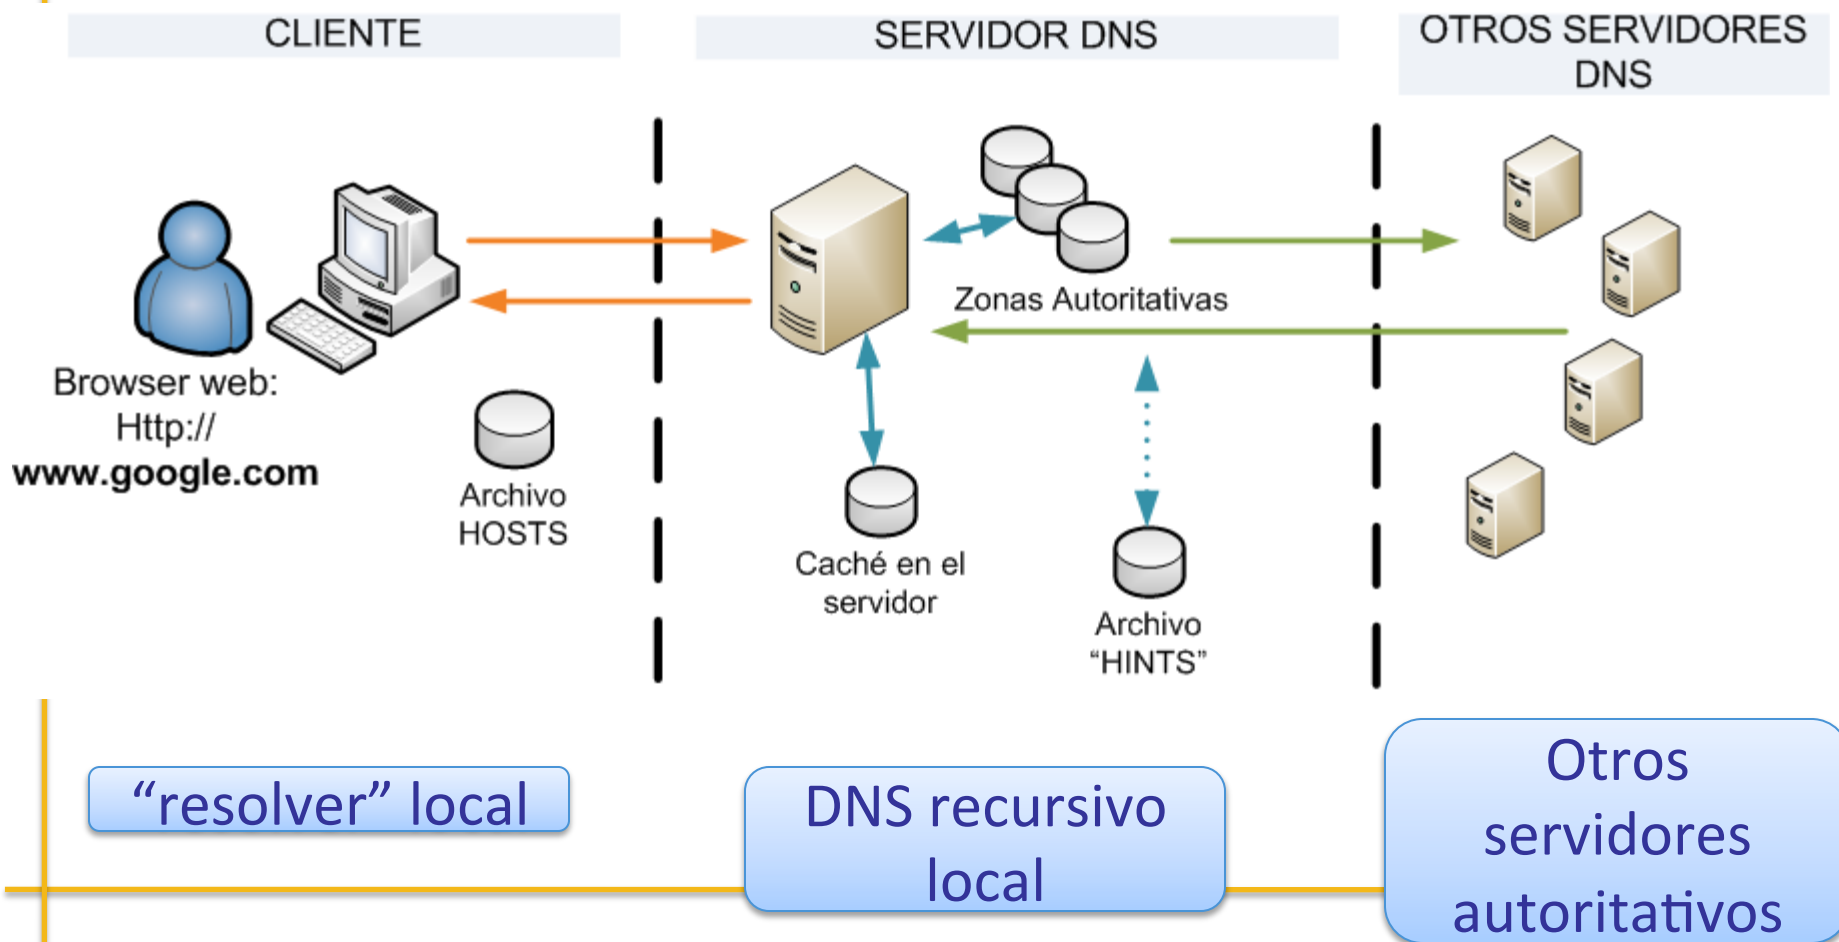 CLIENTE
SERVIDOR DNS
OTROS SERVIDORES
DNS
Zonas Autoritativas
Browser web:
Http://
www.google.com
Archivo
HOSTS
Caché en el
servidor
Archivo
“HINTS”
“resolver” local
DNS recursivo
local
Otros
servidores
autoritativos